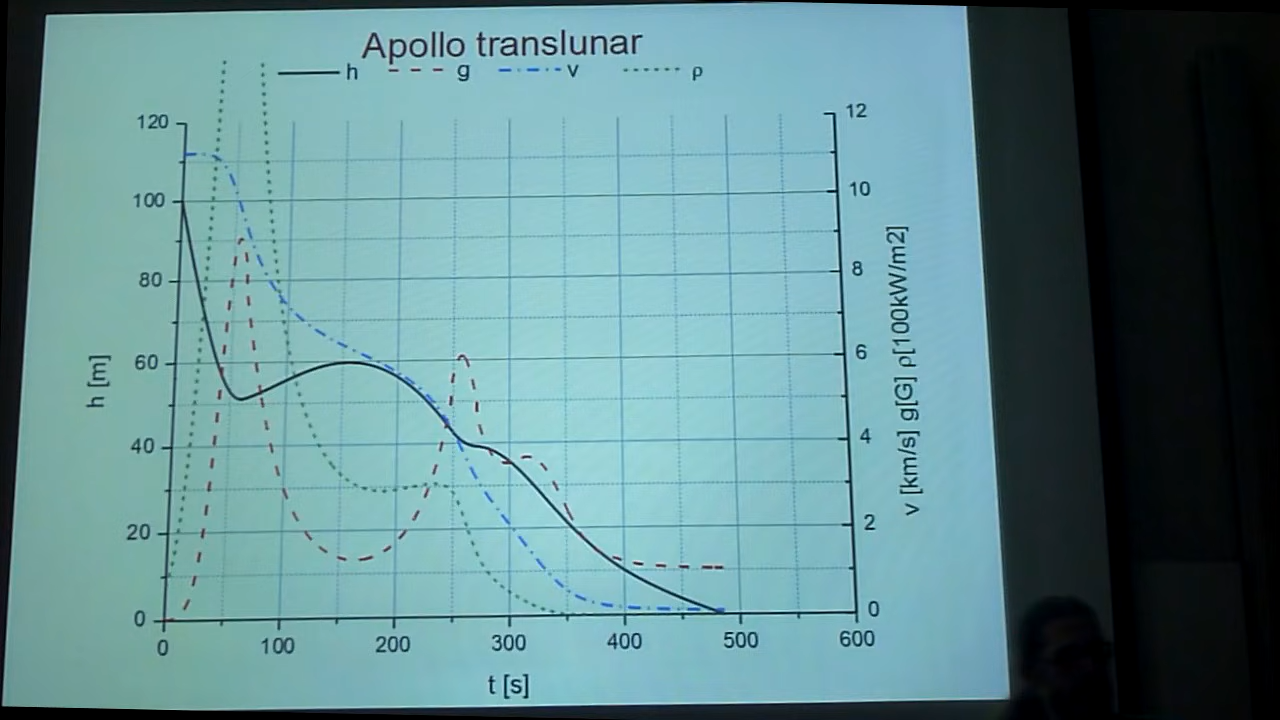 Apollo translunar
h g v ρ
120
100
80
60
40
20
0
h [m]
12
10
8
6
4
2
0
v [km/s] g[G] ρ[100kW/m2]
0 100 200 300 400 500 600
t [s]